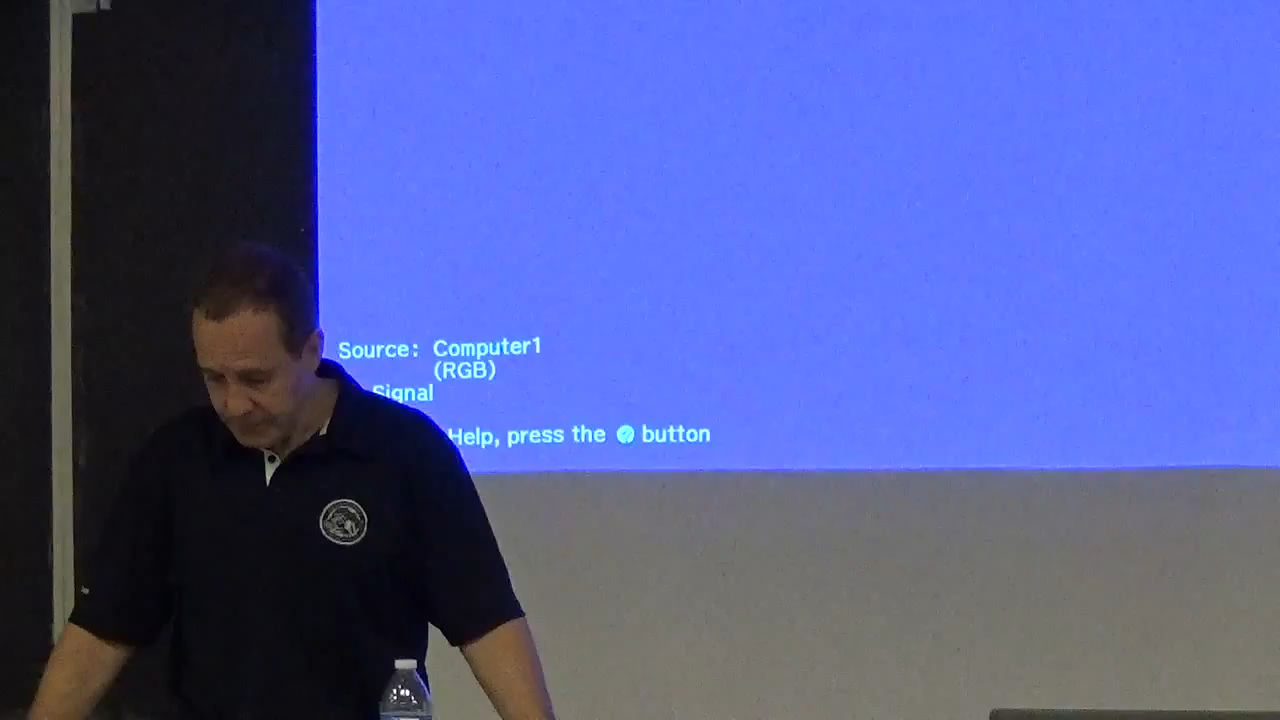 Source: Computer1
(RGB)
Signal
Help, press the ? button